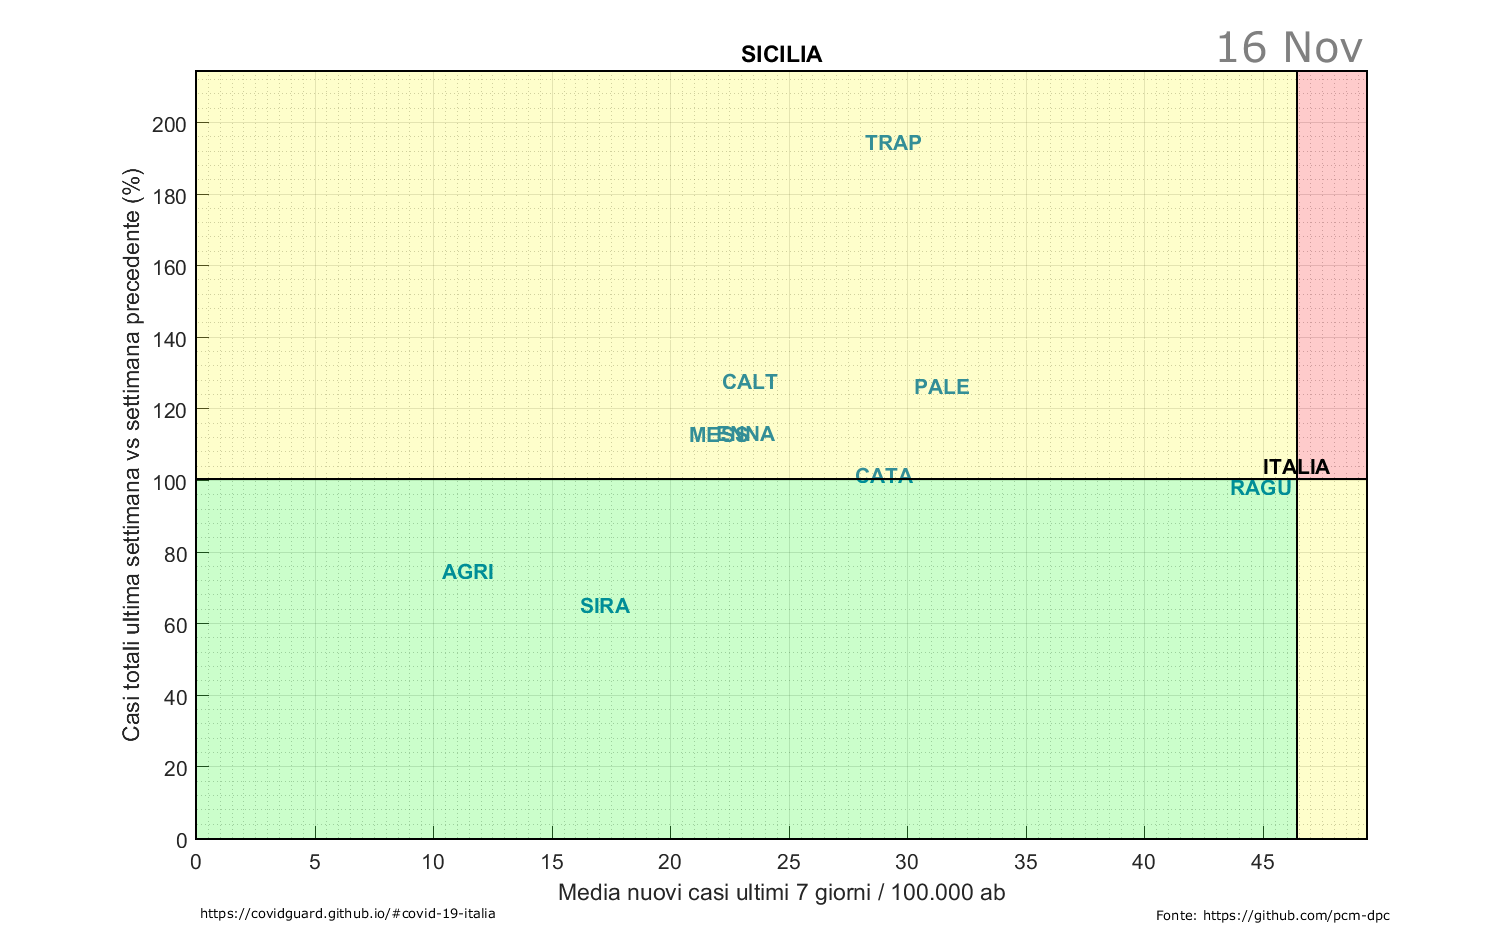 SICILIA
16 Nov
Casi totali ultima settimana vs settimana precedente (%)
200
180
160
140
120
100
80
60
40
20
0
TRAP
CALT
PALE
MESS
ENNA
CATA
ITALIA
RAGU
AGRI
SIRA
0 5 10 15 20 25 30 35 40 45
Media nuovi casi ultimi 7 giorni / 100.000 ab
https://covidguard.github.io/#covid-19-italia
Fonte: https://github.com/pcm-dpc